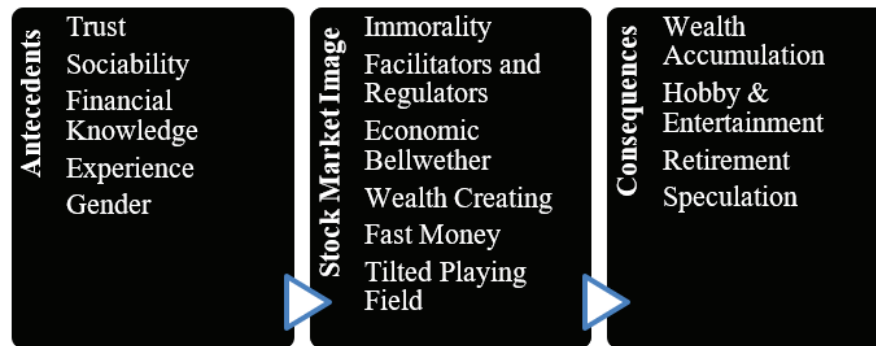 Antecedents
Trust
Sociability
Financial
Knowledge
Experience
Gender
Stock Market Image
Immorality
Facilitators and
Regulators
Economic
Bellwether
Wealth Creating
Fast Money
Tilted Playing
Field
Consequences
Wealth
Accumulation
Hobby &
Entertainment
Retirement
Speculation